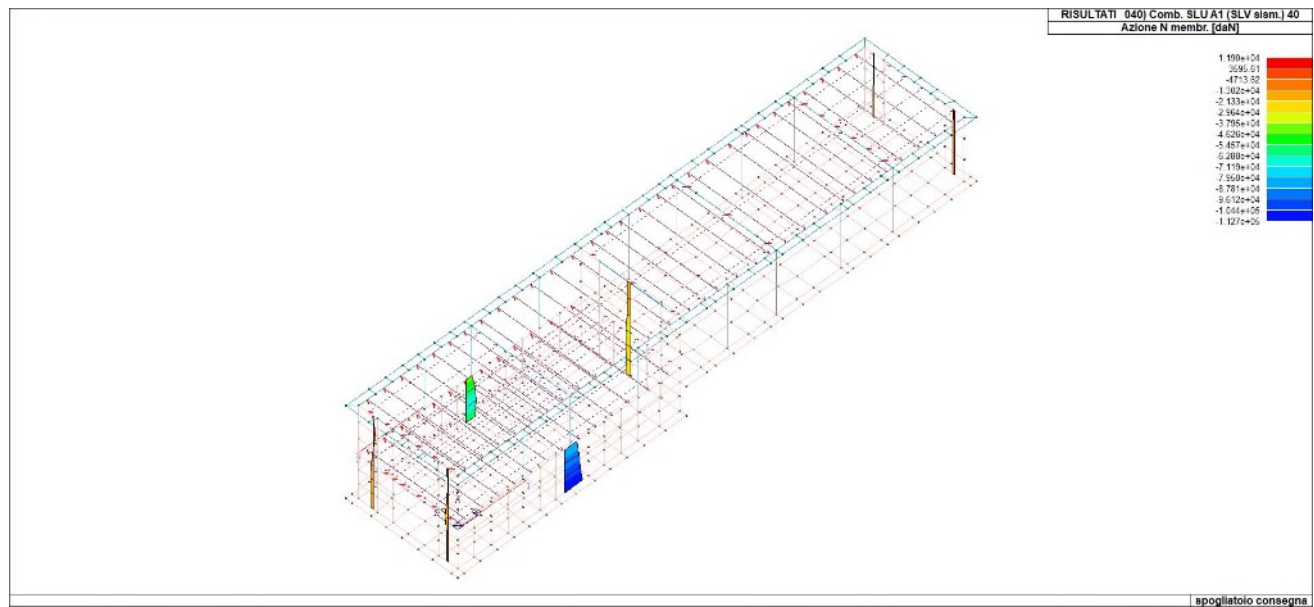 RISULTATI 040) Comb. SLU A1 (SLV sism.) 40
Azione N membr. [daN]
1.190e+04
3595.61
-4713.62
-1.302e+04
-2.133e+04
-2.964e+04
-3.795e+04
-4.626e+04
-5.457e+04
-6.288e+04
-7.119e+04
-7.950e+04
-8.781e+04
-9.612e+04
-1.044e+05
-1.127e+05
spogliatoio consegna